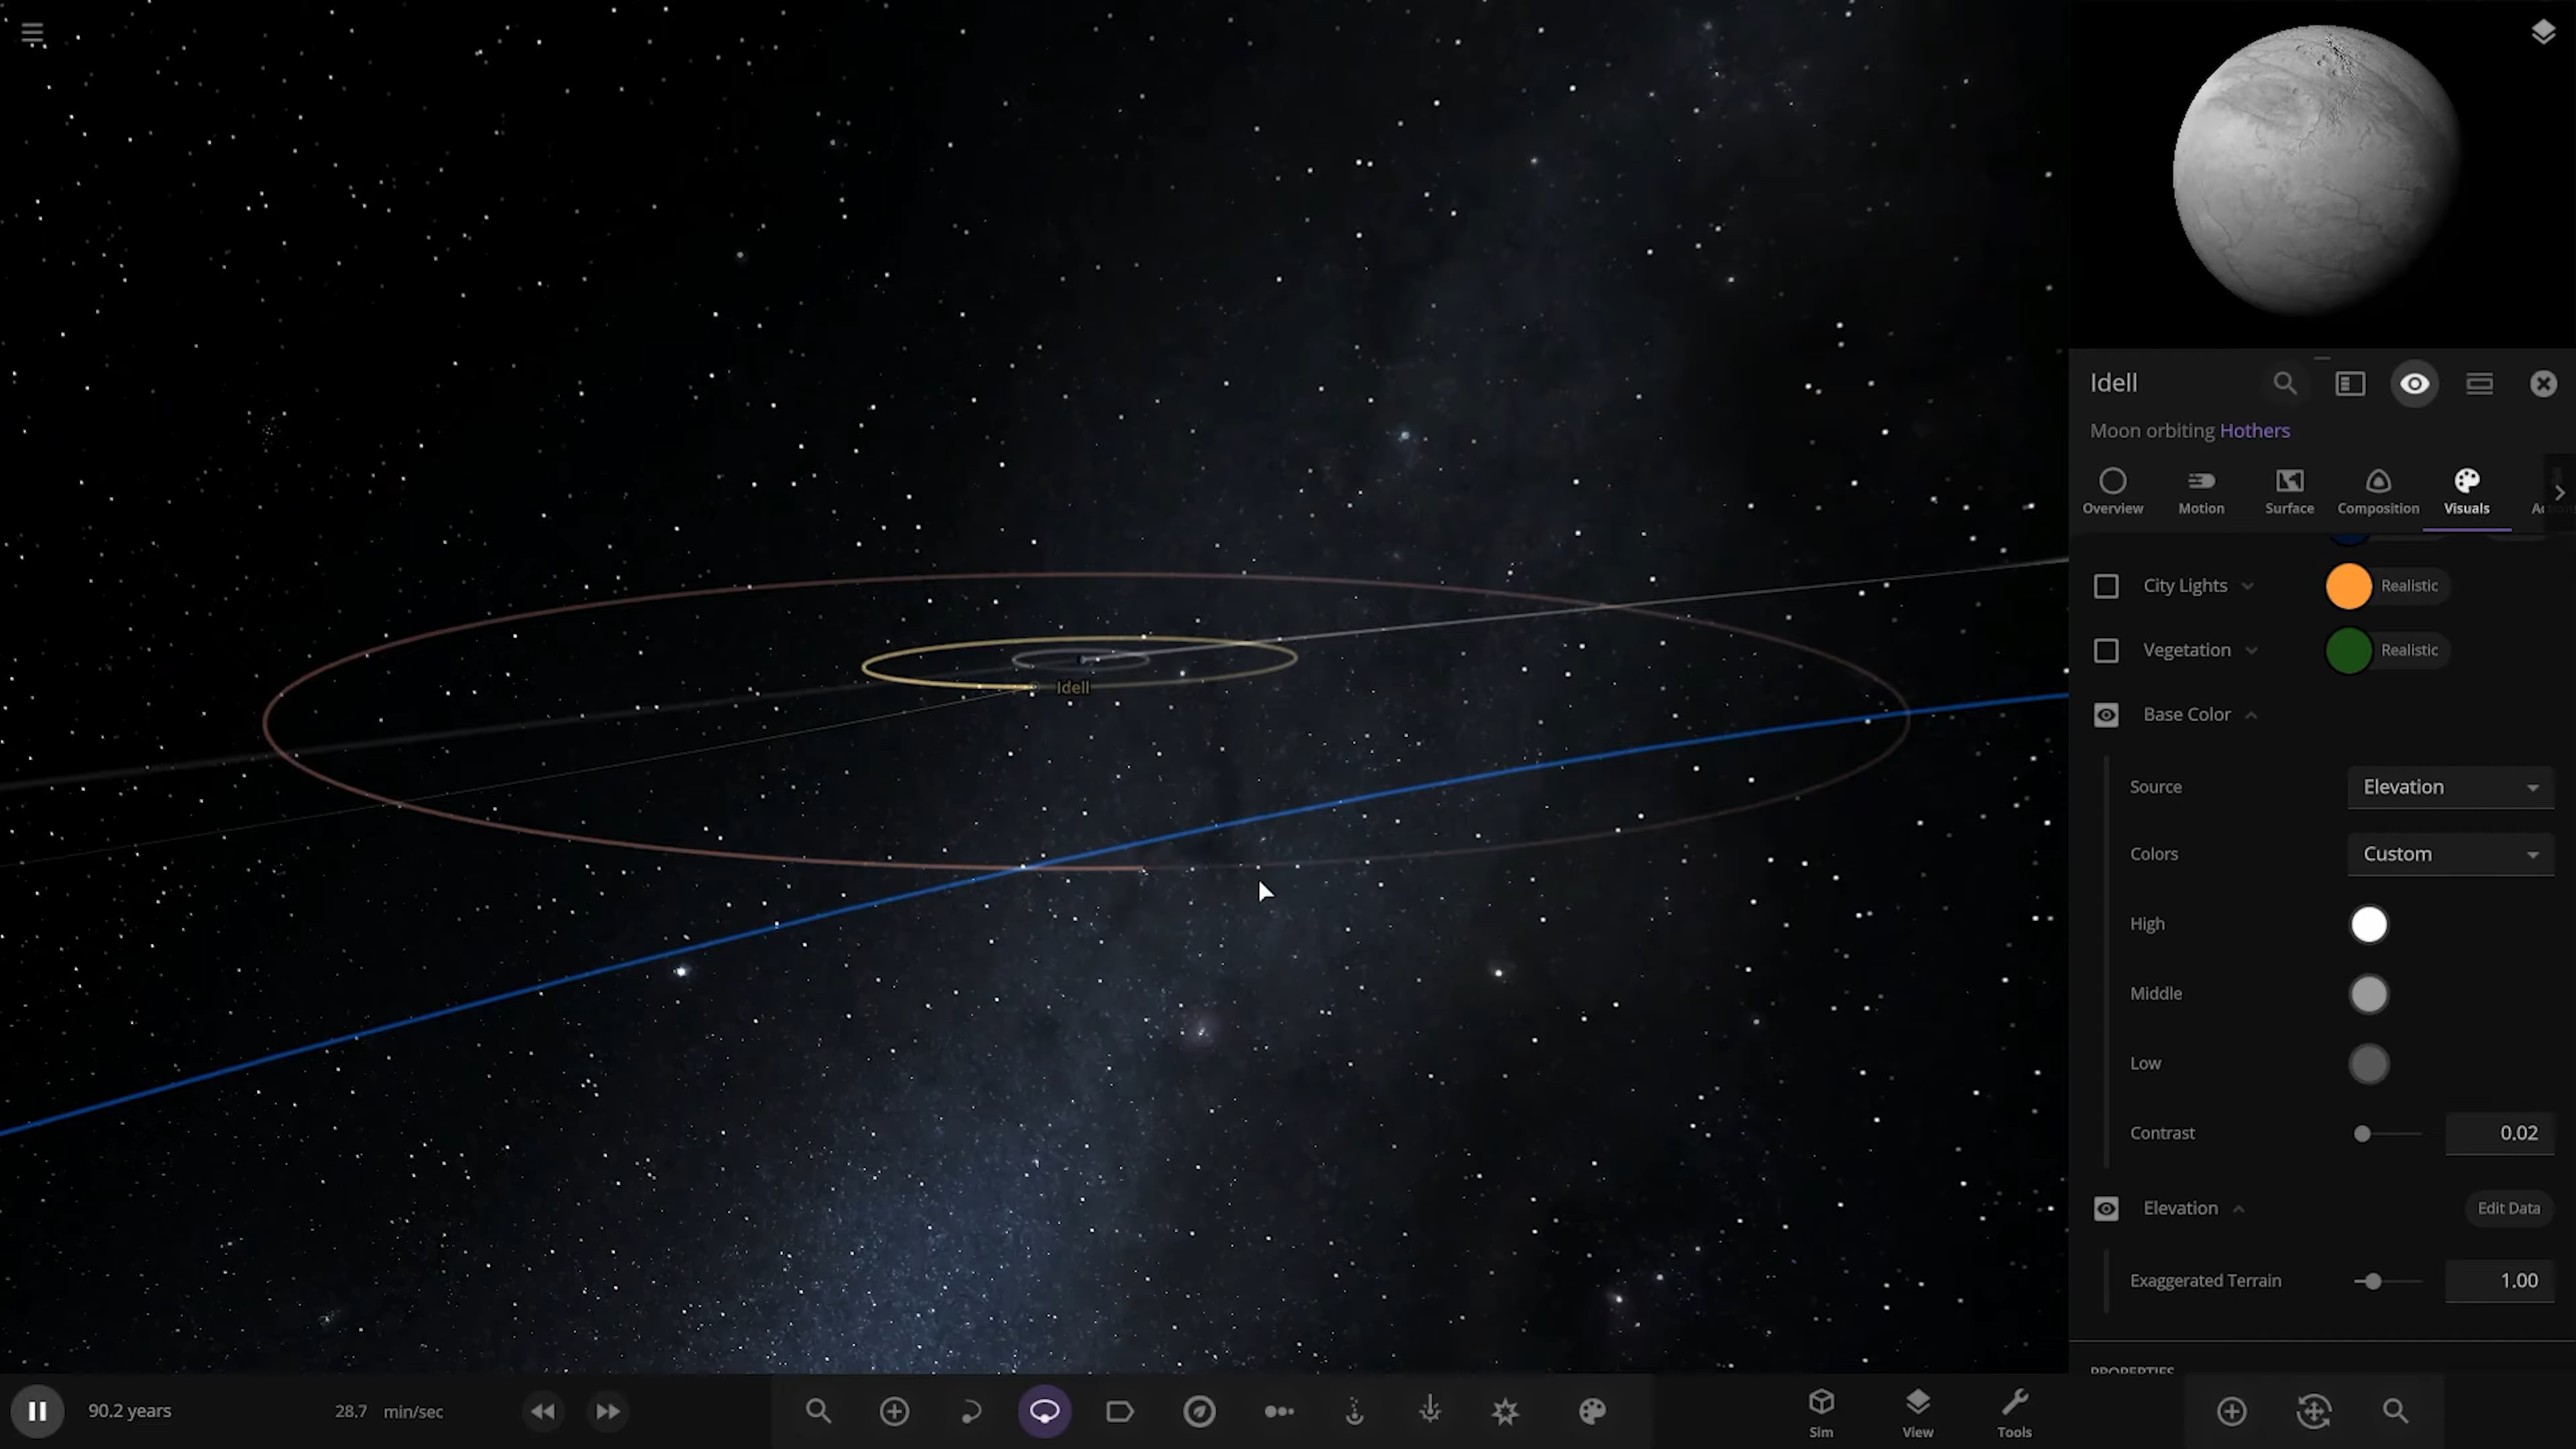 Idell
Idell
Moon orbiting Hothers
Overview
Motion
Surface
Composition
Visuals
City Lights
Realistic
Vegetation
Realistic
Base Color
Source
Elevation
Colors
Custom
High
Middle
Low
Contrast
0.02
Elevation
Edit Data
Exaggerated Terrain
1.00
PROPERTIES
90.2 years
28.7 min/sec
Sim
View
Tools